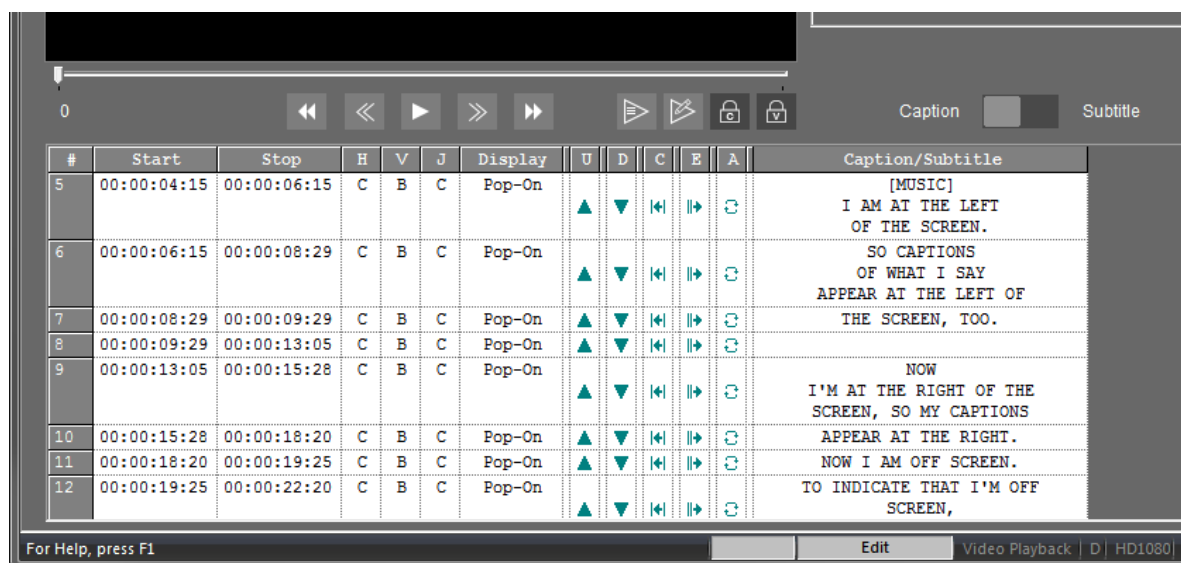 0 C V Caption Subtitle
# Start Stop H V J Display U D C E A Caption/Subtitle
5 00:00:04:15 00:00:06:15 C B C Pop-On [MUSIC]
I AM AT THE LEFT
OF THE SCREEN.
6 00:00:06:15 00:00:08:29 C B C Pop-On SO CAPTIONS
OF WHAT I SAY
APPEAR AT THE LEFT OF
7 00:00:08:29 00:00:09:29 C B C Pop-On THE SCREEN, TOO.
8 00:00:09:29 00:00:13:05 C B C Pop-On
9 00:00:13:05 00:00:15:28 C B C Pop-On NOW
I'M AT THE RIGHT OF THE
SCREEN, SO MY CAPTIONS
10 00:00:15:28 00:00:18:20 C B C Pop-On APPEAR AT THE RIGHT.
11 00:00:18:20 00:00:19:25 C B C Pop-On NOW I AM OFF SCREEN.
12 00:00:19:25 00:00:22:20 C B C Pop-On TO INDICATE THAT I'M OFF
SCREEN,
For Help, press F1 Edit Video Playback D HD1080